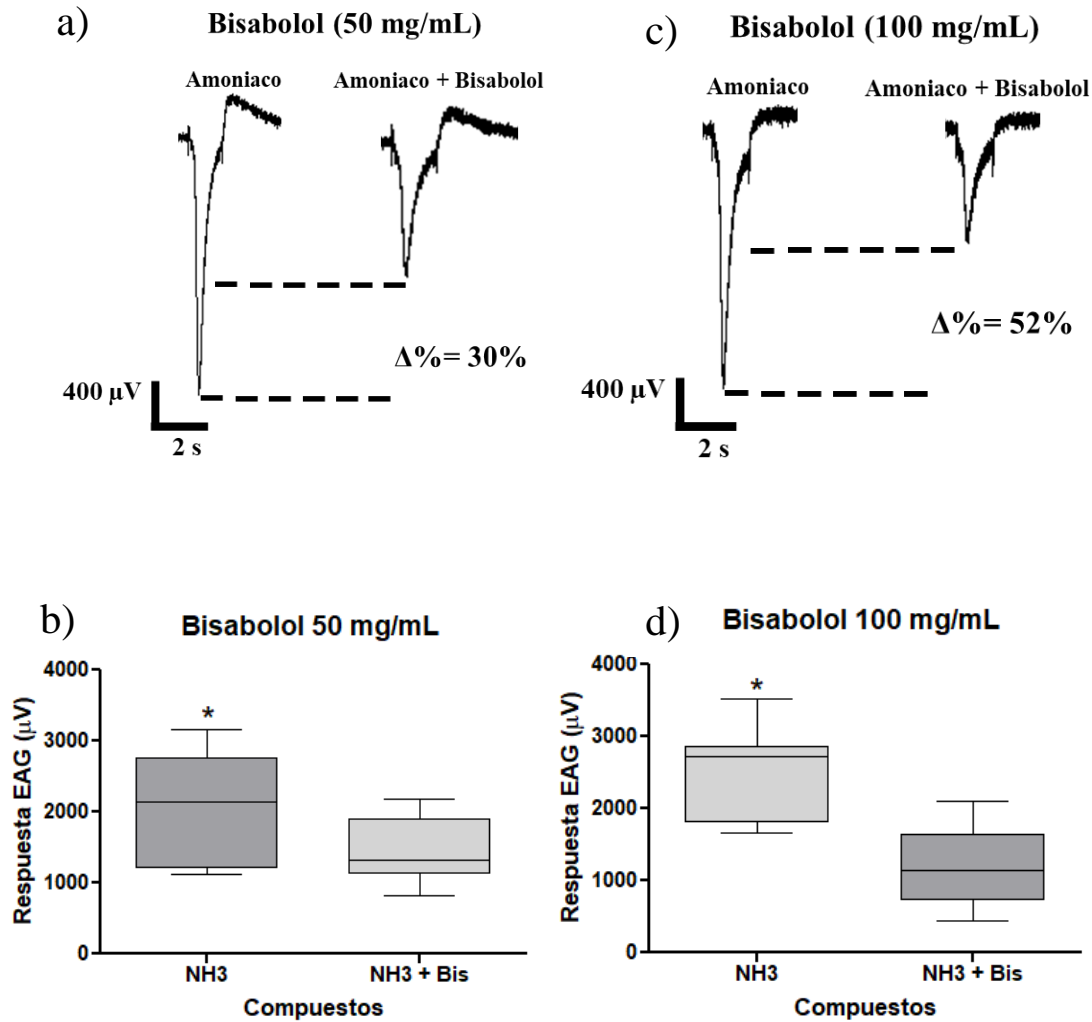 a)
Bisabolol (50 mg/mL)
Amoniaco
Amoniaco + Bisabolol
Δ%= 30%
400 μV
2 s
c)
Bisabolol (100 mg/mL)
Amoniaco
Amoniaco + Bisabolol
Δ%= 52%
400 μV
2 s
b)
Bisabolol 50 mg/mL
Respuesta EAG (μV)
4000
3000
2000
1000
0
*
NH3
NH3 + Bis
Compuestos
d)
Bisabolol 100 mg/mL
Respuesta EAG (μV)
4000
3000
2000
1000
0
*
NH3
NH3 + Bis
Compuestos